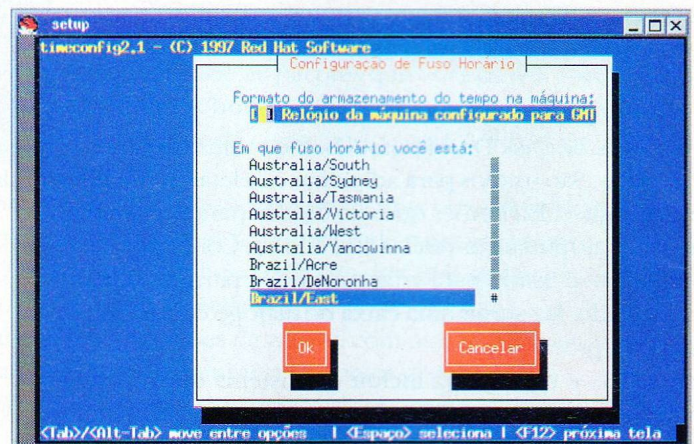 setup
timeconfig2.1 - (C) 1997 Red Hat Software
Configuração de Fuso Horário
Formato do armazenamento do tempo na máquina:
[ ] Relógio da máquina configurado para GMT
Em que fuso horário você está:
Australia/South
Australia/Sydney
Australia/Tasmania
Australia/Victoria
Australia/West
Australia/Yancowinna
Brazil/Acre
Brazil/DeNoronha
Brazil/East
#
Ok Cancelar
<Tab>/<Alt-Tab> move entre opções | <Espaço> seleciona | <F12> próxima tela